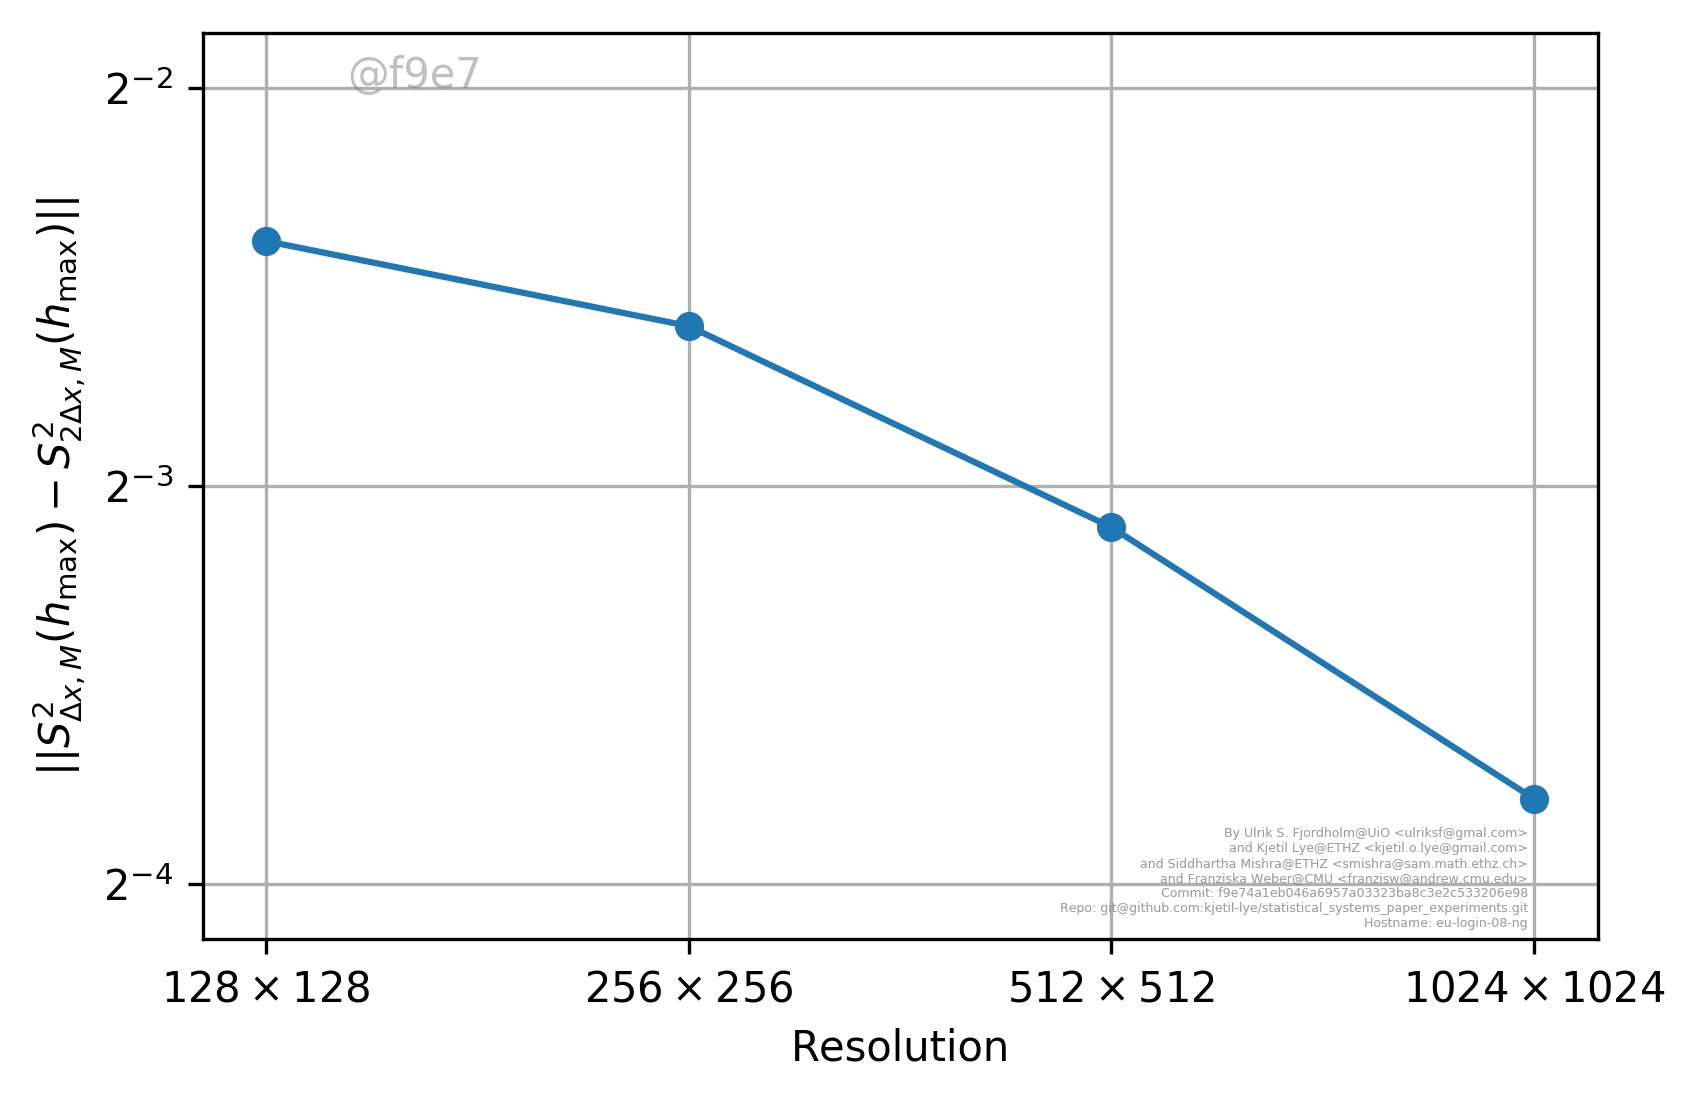 @f9e7
2⁻²
2⁻³
2⁻⁴
||S²_{Δx, M}(h_max) − S²_{2Δx, M}(h_max)||
By Ulrik S. Fjordholm@UiO <ulriksf@gmal.com>
and Kjetil Lye@ETHZ <kjetil.o.lye@gmail.com>
and Siddhartha Mishra@ETHZ <smishra@sam.math.ethz.ch>
and Franziska Weber@CMU <franzisw@andrew.cmu.edu>
Commit: f9e74a1eb046a6957a03323ba8c3e2c533206e98
Repo: git@github.com:kjetil-lye/statistical_systems_paper_experiments.git
Hostname: eu-login-08-ng
128 × 128 256 × 256 512 × 512 1024 × 1024
Resolution